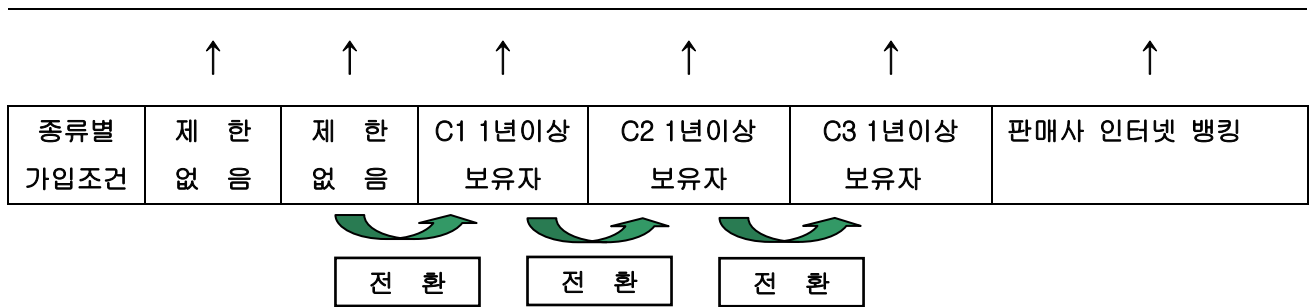 ↑ ↑ ↑ ↑ ↑ ↑
종류별 제 한 제 한 C1 1년이상 C2 1년이상 C3 1년이상 판매사 인터넷 뱅킹
가입조건 없 음 없 음 보유자 보유자 보유자
전 환 전 환 전 환